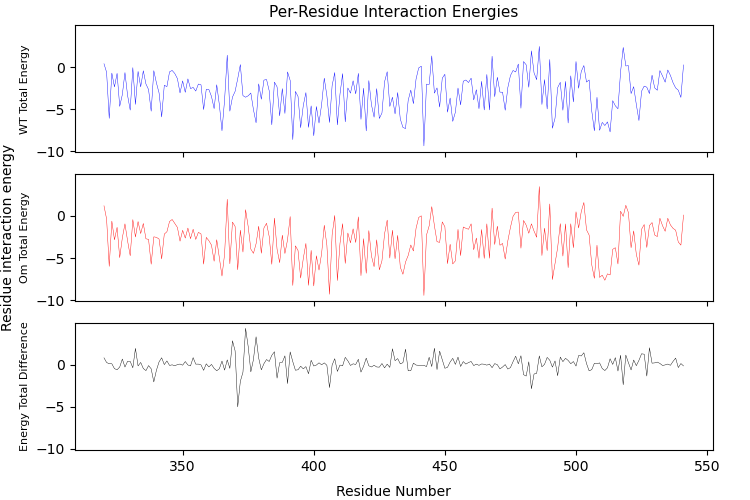 Per-Residue Interaction Energies
Residue interaction energy
WT Total Energy
0
−5
−10
Om Total Energy
0
−5
−10
Energy Total Difference
0
−5
−10
350 400 450 500 550
Residue Number